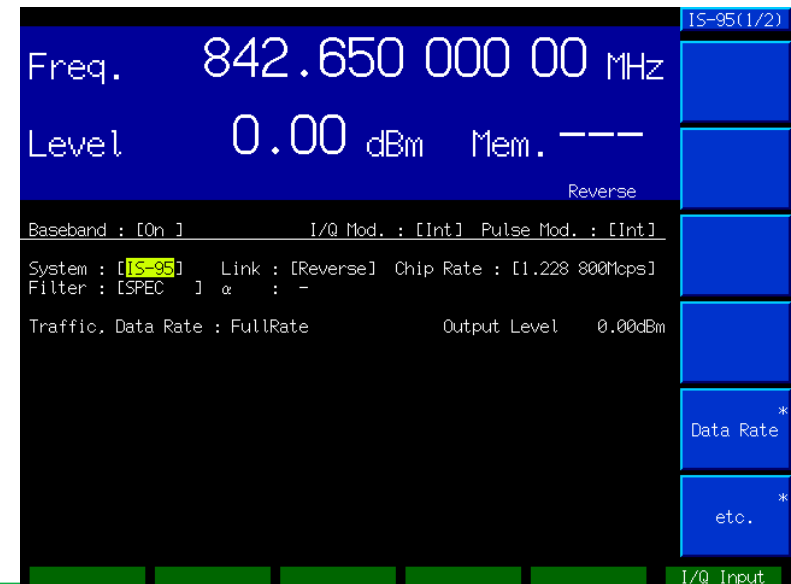 IS-95(1/2)
Freq. 842.650 000 00 MHz
Level 0.00 dBm Mem. ---
Reverse
Baseband : [On ] I/Q Mod. : [Int] Pulse Mod. : [Int]
System : [IS-95] Link : [Reverse] Chip Rate : [1.228 800Mcps]
Filter : [SPEC ] α : -
Traffic, Data Rate : FullRate Output Level 0.00dBm
*
Data Rate
*
etc.
I/Q Input